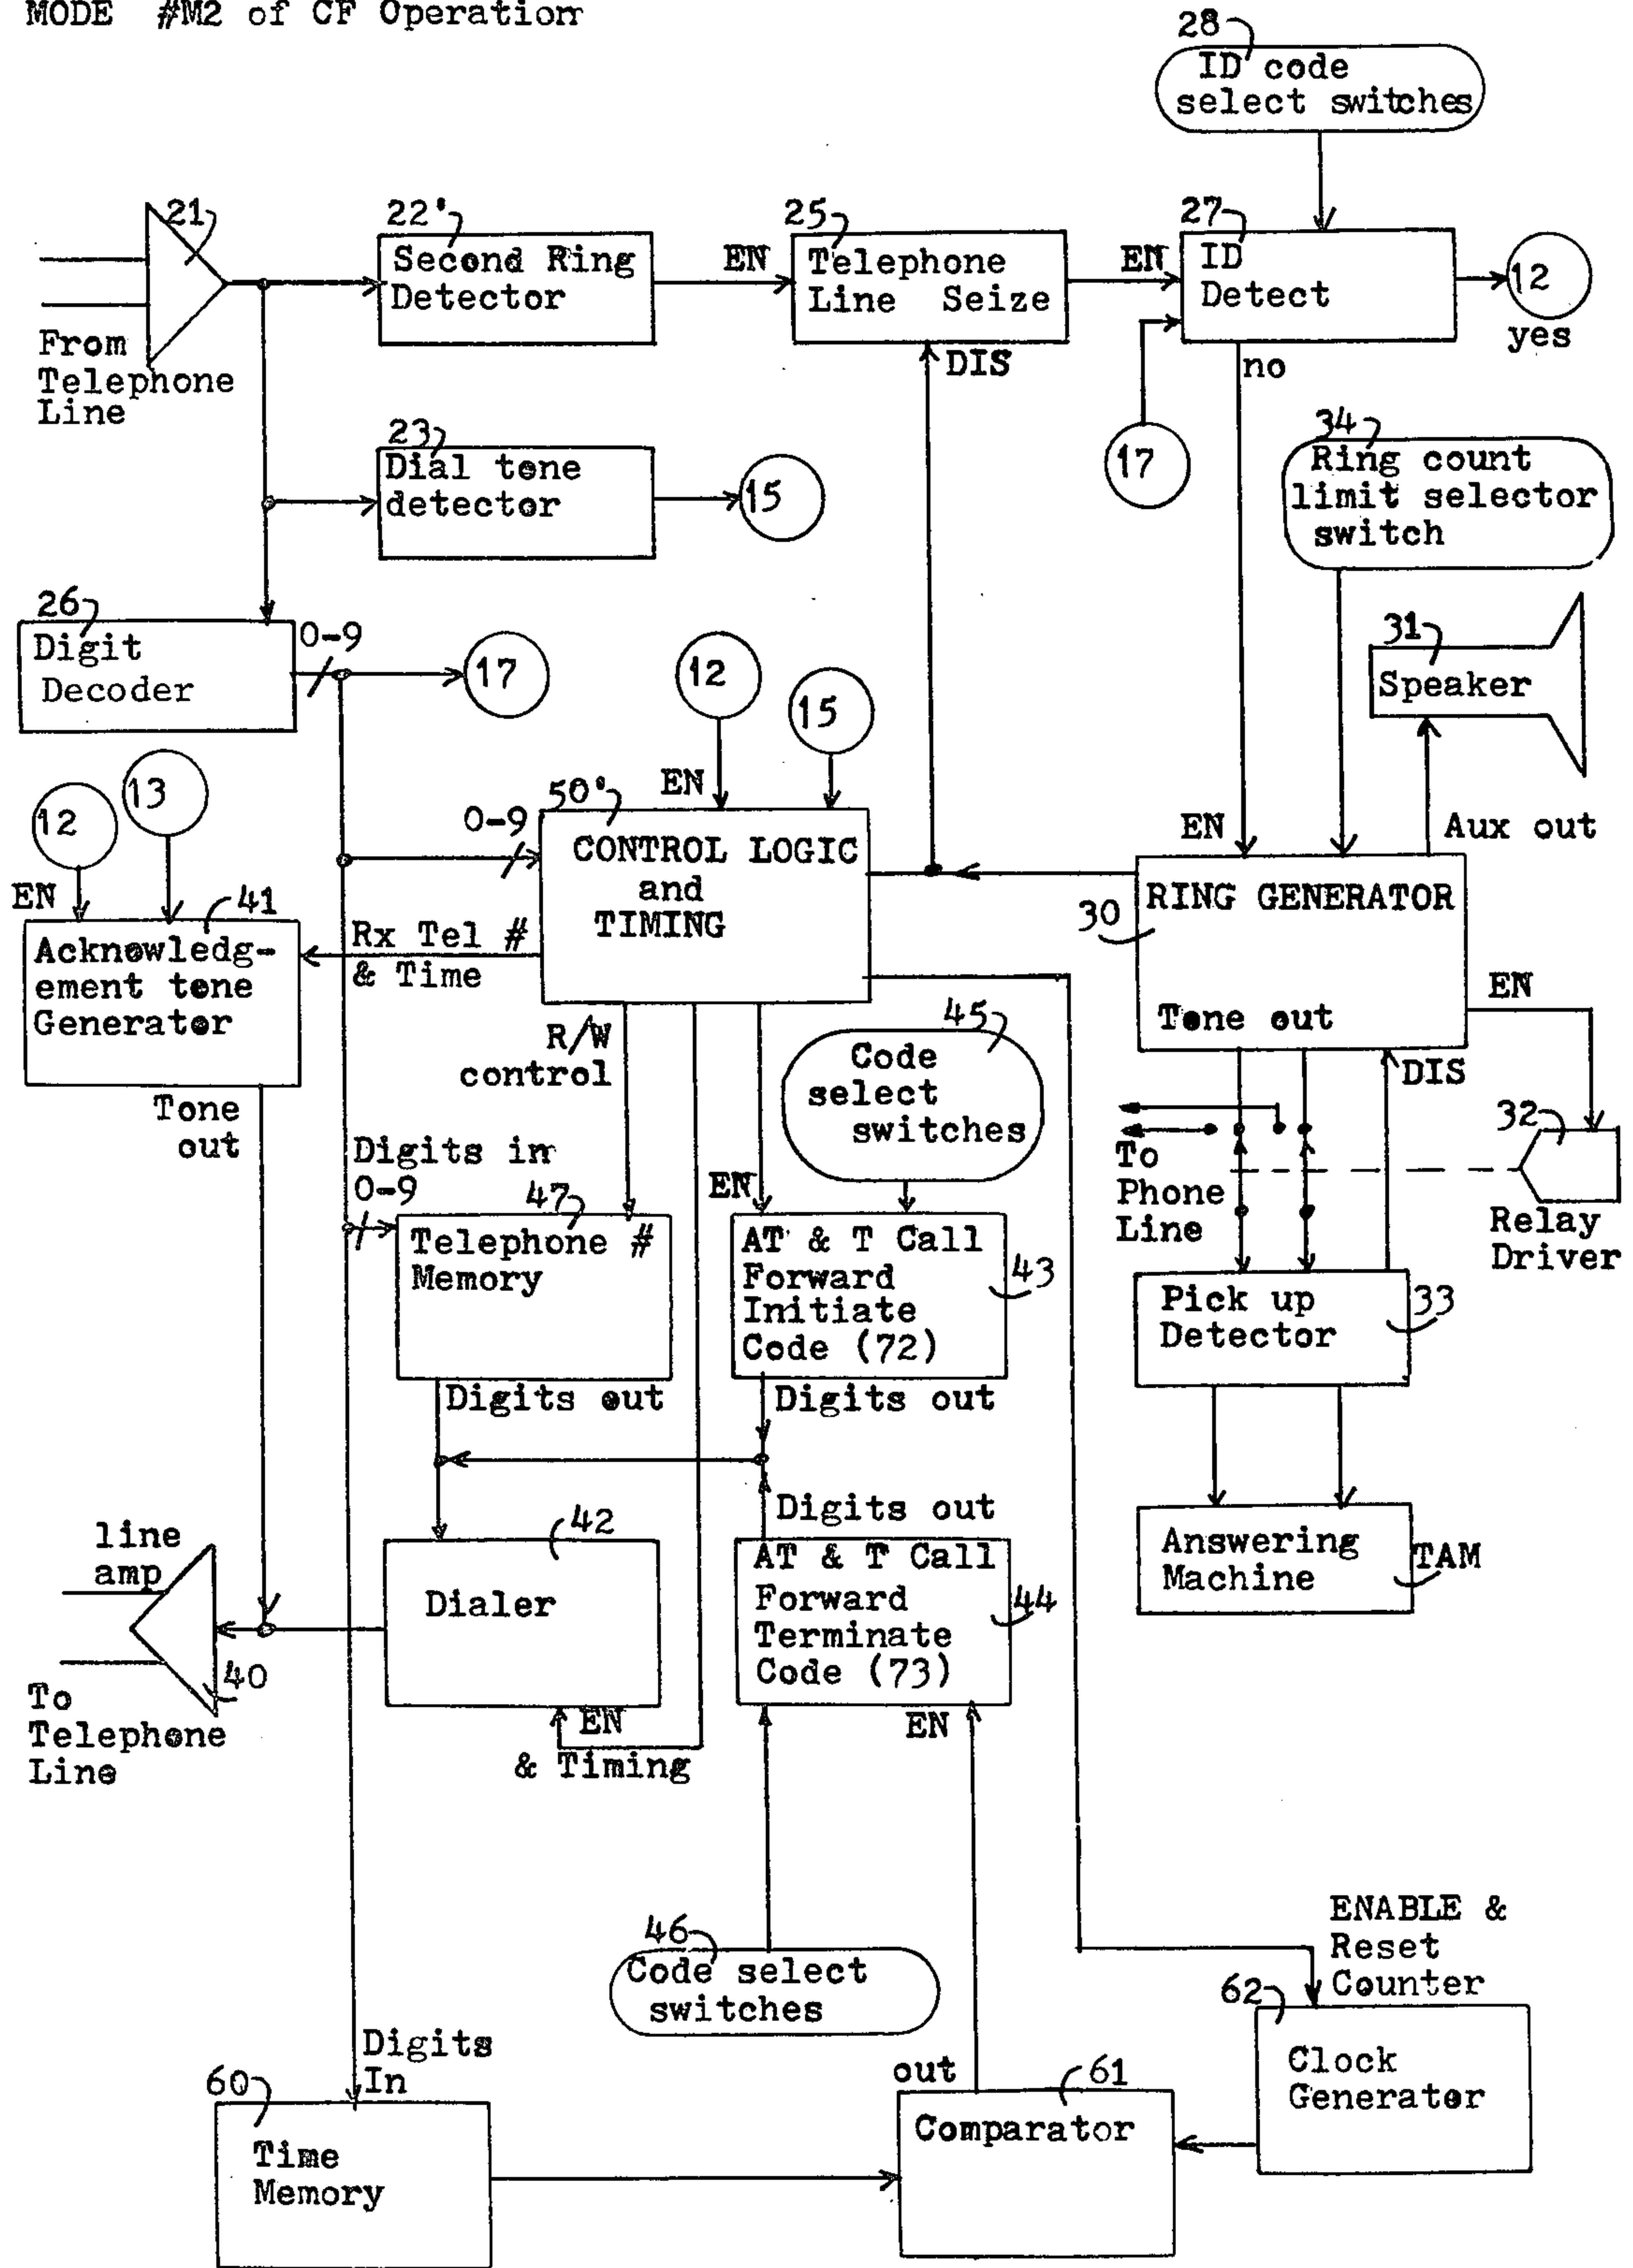 MODE #M2 of CF Operation
28
ID code
select switches
21
22'
Second Ring
Detector
EN
25
Telephone
Line Seize
EN
27
ID
Detect
12
yes
From
Telephone
Line
DIS
no
17
23
Dial tone
detector
15
34
Ring count
limit selector
switch
26
Digit
Decoder
0-9
17
12
15
31
Speaker
12
13
EN
50'
0-9
CONTROL LOGIC
and
TIMING
EN
Aux out
EN
41
Acknowledg-
ement tone
Generator
Rx Tel #
& Time
30
RING GENERATOR
Tone out
EN
DIS
Tone
out
R/W
control
45
Code
select
switches
To
Phone
Line
32
Relay
Driver
Digits in
0-9
47
Telephone #
Memory
EN
AT & T Call
Forward
Initiate
Code (72)
43
Pick up
Detector
33
Digits out
Digits out
Digits out
line
amp
42
Dialer
AT & T Call
Forward
Terminate
Code (73)
44
Answering
Machine
TAM
40
To
Telephone
Line
EN
& Timing
EN
46
Code select
switches
ENABLE &
Reset
Counter
62
Clock
Generator
Digits
In
60
Time
Memory
out
61
Comparator